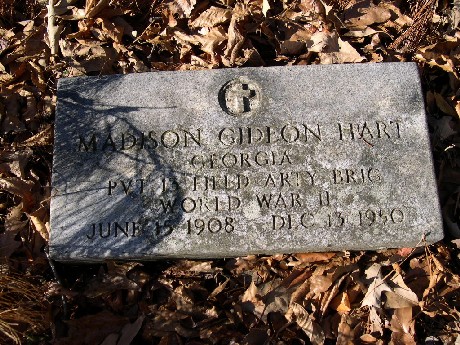 MADISON GIDEON HART
GEORGIA
PVT 13 FIELD ARTY BRIG
WORLD WAR II
JUNE 15 1908 DEC 13 1950